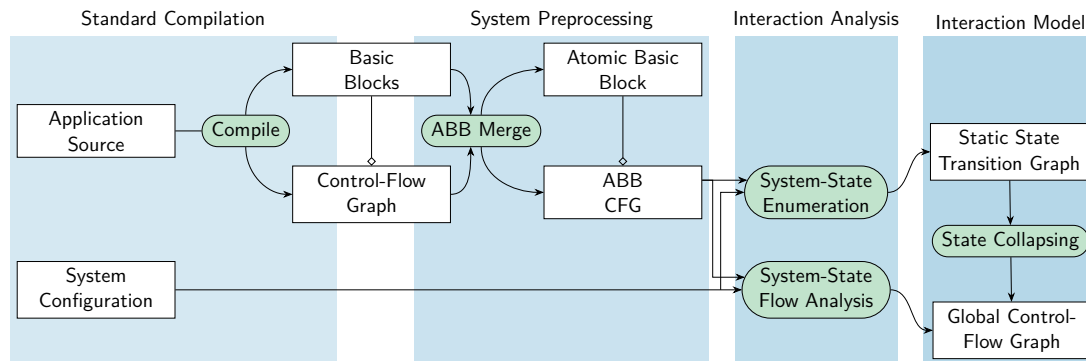 Standard Compilation
System Preprocessing
Interaction Analysis
Interaction Model
Application
Source
Compile
Basic
Blocks
Control-Flow
Graph
ABB Merge
Atomic Basic
Block
ABB
CFG
System
Configuration
System-State
Enumeration
System-State
Flow Analysis
Static State
Transition Graph
State Collapsing
Global Control-
Flow Graph